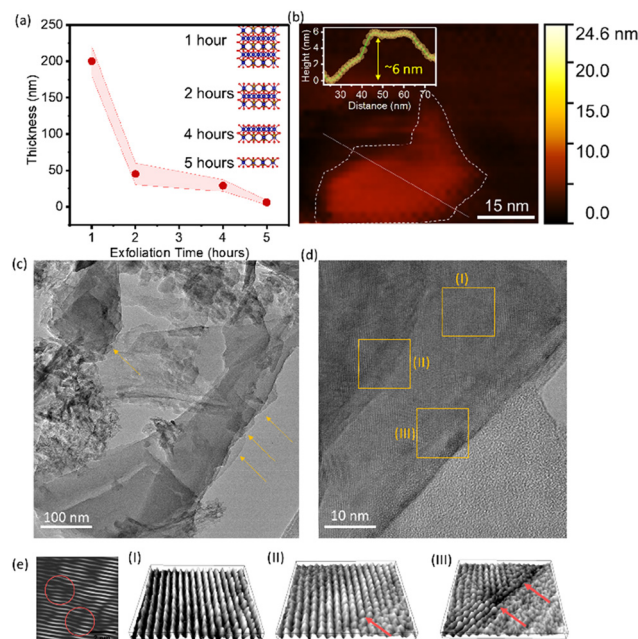 (a)
250
200
150
100
50
0
Thickness (nm)
1 hour
2 hours
4 hours
5 hours
1 2 3 4 5
Exfoliation Time (hours)
(b)
6
4
2
0
Height (nm)
~6 nm
30 40 50 60 70
Distance (nm)
15 nm
24.6 nm
20.0
15.0
10.0
0.0
(c)
100 nm
(d)
(I)
(II)
(III)
10 nm
(e)
(I)
(II)
(III)